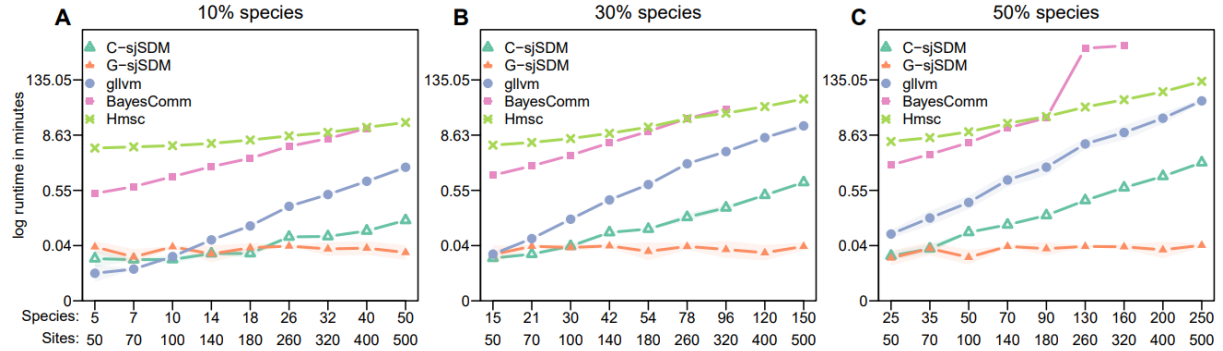 A 10% species
C−sjSDM
G−sjSDM
gllvm
BayesComm
Hmsc
log runtime in minutes
135.05
8.63
0.55
0.04
0
Species: 5 7 10 14 18 26 32 40 50
Sites: 50 70 100 140 180 260 320 400 500
B 30% species
C−sjSDM
G−sjSDM
gllvm
BayesComm
Hmsc
135.05
8.63
0.55
0.04
0
15 21 30 42 54 78 96 120 150
50 70 100 140 180 260 320 400 500
C 50% species
C−sjSDM
G−sjSDM
gllvm
BayesComm
Hmsc
135.05
8.63
0.55
0.04
0
25 35 50 70 90 130 160 200 250
50 70 100 140 180 260 320 400 500